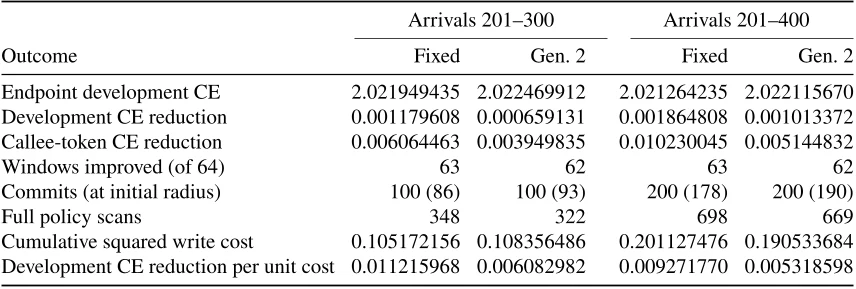 Arrivals 201–300 Arrivals 201–400
Outcome Fixed Gen. 2 Fixed Gen. 2
Endpoint development CE 2.021949435 2.022469912 2.021264235 2.022115670
Development CE reduction 0.001179608 0.000659131 0.001864808 0.001013372
Callee-token CE reduction 0.006064463 0.003949835 0.010230045 0.005144832
Windows improved (of 64) 63 62 63 62
Commits (at initial radius) 100 (86) 100 (93) 200 (178) 200 (190)
Full policy scans 348 322 698 669
Cumulative squared write cost 0.105172156 0.108356486 0.201127476 0.190533684
Development CE reduction per unit cost 0.011215968 0.006082982 0.009271770 0.005318598